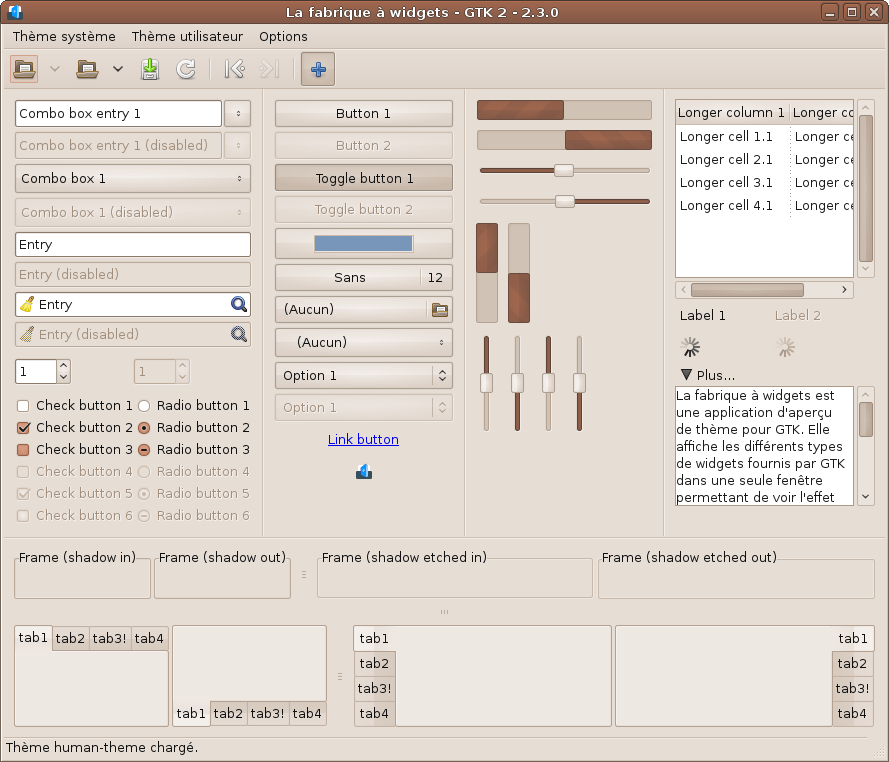 La fabrique à widgets - GTK 2 - 2.3.0
Thème système Thème utilisateur Options
Combo box entry 1
Combo box entry 1 (disabled)
Combo box 1
Combo box 1 (disabled)
Entry
Entry (disabled)
Entry
Entry (disabled)
1 1
Check button 1 Radio button 1
Check button 2 Radio button 2
Check button 3 Radio button 3
Check button 4 Radio button 4
Check button 5 Radio button 5
Check button 6 Radio button 6
Button 1
Button 2
Toggle button 1
Toggle button 2
Sans 12
(Aucun)
(Aucun)
Option 1
Option 1
Link button
Longer column 1 Longer co
Longer cell 1.1 Longer ce
Longer cell 2.1 Longer ce
Longer cell 3.1 Longer ce
Longer cell 4.1 Longer ce
Label 1 Label 2
Plus...
La fabrique à widgets est
une application d'aperçu
de thème pour GTK. Elle
affiche les différents types
de widgets fournis par GTK
dans une seule fenêtre
permettant de voir l'effet
Frame (shadow in) Frame (shadow out) Frame (shadow etched in) Frame (shadow etched out)
tab1 tab2 tab3! tab4
tab1 tab2 tab3! tab4
tab1
tab2
tab3!
tab4
tab1
tab2
tab3!
tab4
Thème human-theme chargé.